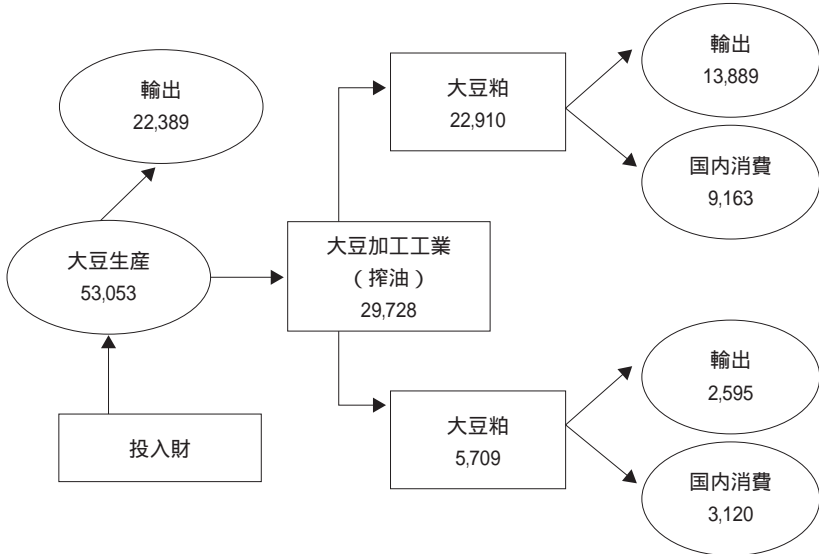 輸出
22,389
大豆生産
53,053
投入財
大豆加工工業
（搾油）
29,728
大豆粕
22,910
輸出
13,889
国内消費
9,163
大豆粕
5,709
輸出
2,595
国内消費
3,120